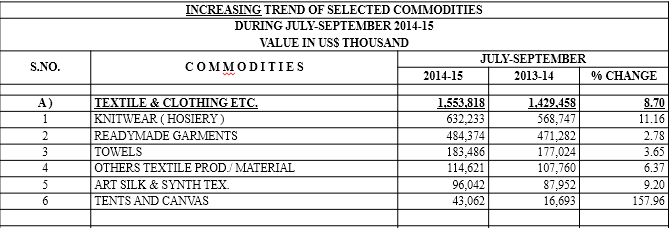 INCREASING TREND OF SELECTED COMMODITIES
DURING JULY-SEPTEMBER 2014-15
VALUE IN US$ THOUSAND
S.NO. COMMODITIES JULY-SEPTEMBER
2014-15 2013-14 % CHANGE
A) TEXTILE & CLOTHING ETC. 1,553,818 1,429,458 8.70
1 KNITWEAR ( HOSIERY ) 632,233 568,747 11.16
2 READYMADE GARMENTS 484,374 471,282 2.78
3 TOWELS 183,486 177,024 3.65
4 OTHERS TEXTILE PROD./ MATERIAL 114,621 107,760 6.37
5 ART SILK & SYNTH TEX. 96,042 87,952 9.20
6 TENTS AND CANVAS 43,062 16,693 157.96